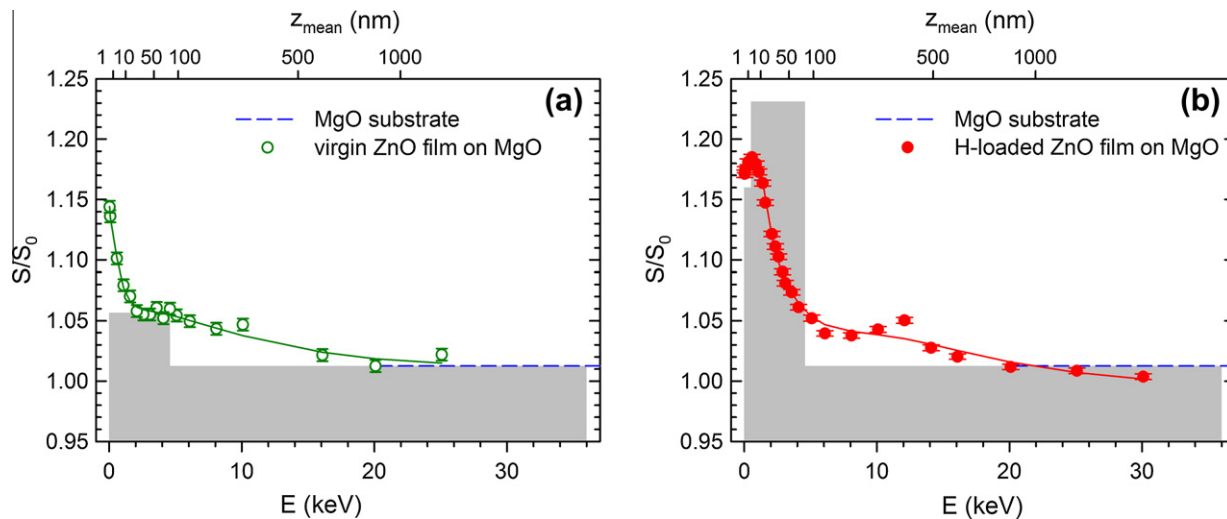 z_mean (nm)
1 10 50 100 500 1000
(a)
MgO substrate
virgin ZnO film on MgO
S/S_0
1.25
1.20
1.15
1.10
1.05
1.00
0.95
0 10 20 30
E (keV)
z_mean (nm)
1 10 50 100 500 1000
(b)
MgO substrate
H-loaded ZnO film on MgO
S/S_0
1.25
1.20
1.15
1.10
1.05
1.00
0.95
0 10 20 30
E (keV)